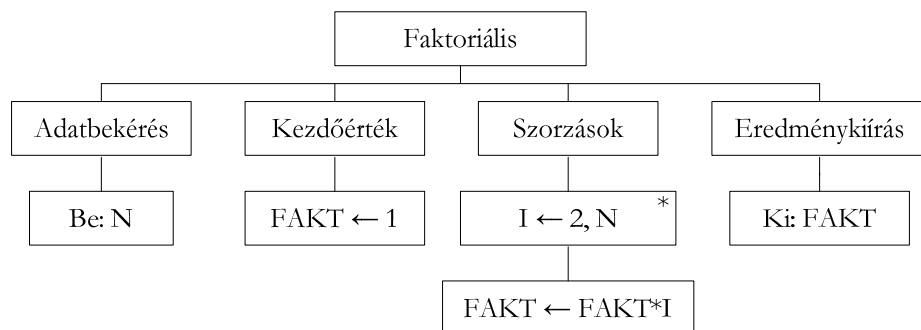 Faktoriális
Adatbekérés
Kezdőérték
Szorzások
Eredménykiírás
Be: N
FAKT ← 1
I ← 2, N *
Ki: FAKT
FAKT ← FAKT*I